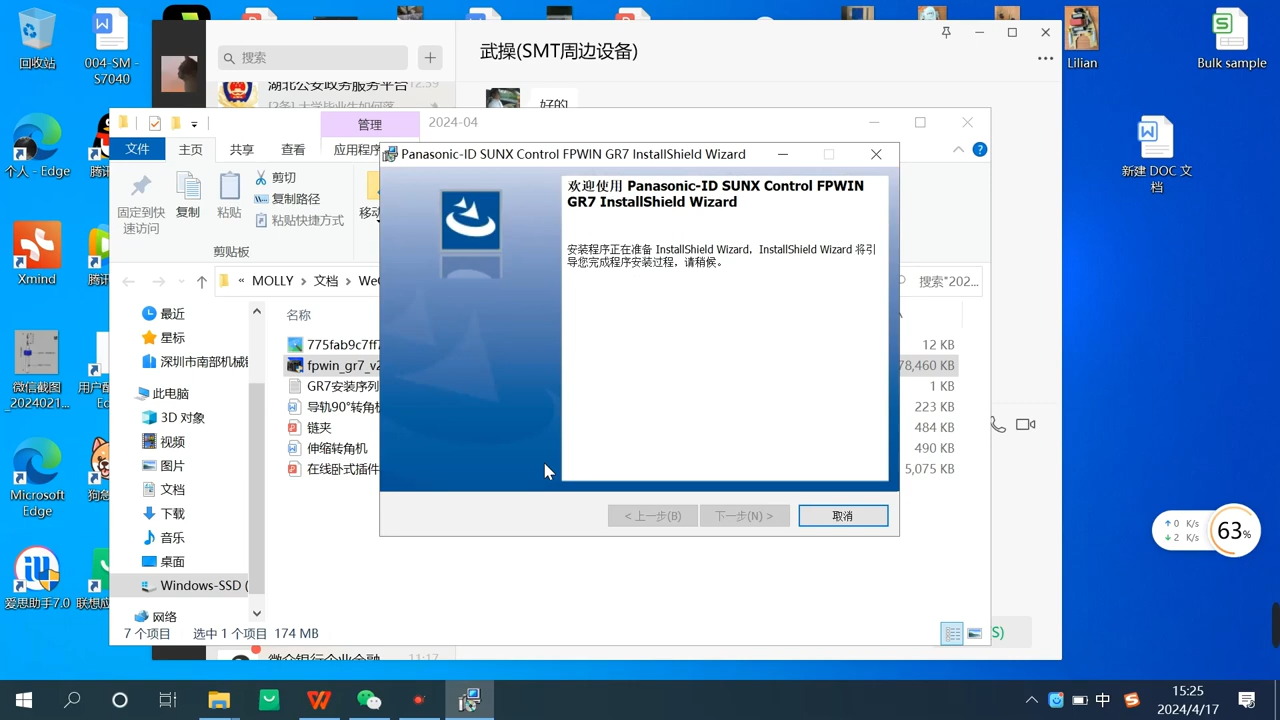 回收站
004-SM -
S7040
搜索
武操(SMT周边设备)
Lilian
Bulk sample
湖北公安政务服务平台
12:59
好的
管理
2024-04
文件
主页
共享
查看
应用程序
个人 - Edge
新建 DOC 文
档
固定到快
速访问
复制
粘贴
剪切
复制路径
粘贴快捷方式
剪贴板
Xmind
MOLLY
文档
搜索"202...
Panasonic-ID SUNX Control FPWIN GR7 InstallShield Wizard
欢迎使用 Panasonic-ID SUNX Control FPWIN
GR7 InstallShield Wizard
安装程序正在准备 InstallShield Wizard，InstallShield Wizard 将引
导您完成程序安装过程，请稍候。
< 上一步(B)
下一步(N) >
取消
名称
775fab9c7ff7
12 KB
fpwin_gr7_v2
78,460 KB
GR7安装序列
1 KB
导轨90°转角机
223 KB
链夹
484 KB
伸缩转角机
490 KB
在线卧式插件
5,075 KB
最近
星标
深圳市南部机械
此电脑
3D 对象
视频
图片
文档
下载
音乐
桌面
Windows-SSD (
网络
7 个项目
选中 1 个项目
174 MB
微信截图
_2024021...
Microsoft
Edge
爱思助手7.0
0 K/s
2 K/s
63%
S)
11:17
中
15:25
2024/4/17